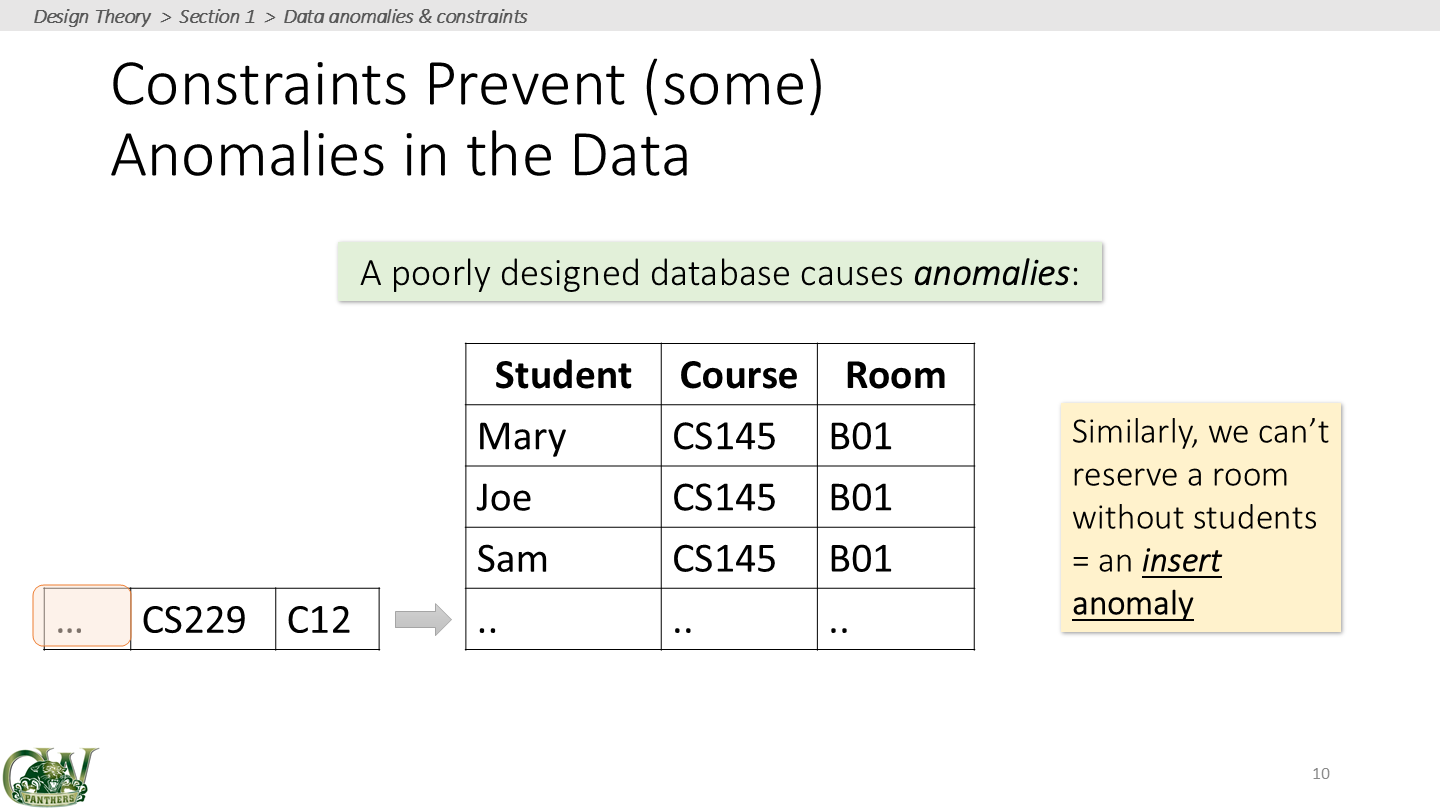 Design Theory > Section 1 > Data anomalies & constraints
Constraints Prevent (some)
Anomalies in the Data
A poorly designed database causes anomalies:
Student Course Room
Mary CS145 B01
Joe CS145 B01
Sam CS145 B01
.. .. ..
… CS229 C12
Similarly, we can’t
reserve a room
without students
= an insert
anomaly
CW
PANTHERS
10